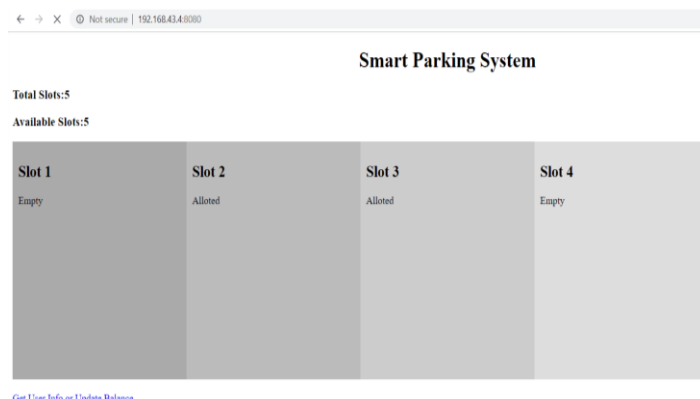 Not secure | 192.168.43.4:8080
Smart Parking System
Total Slots:5
Available Slots:5
Slot 1 Slot 2 Slot 3 Slot 4
Empty Alloted Alloted Empty
Get User Info or Update Balance